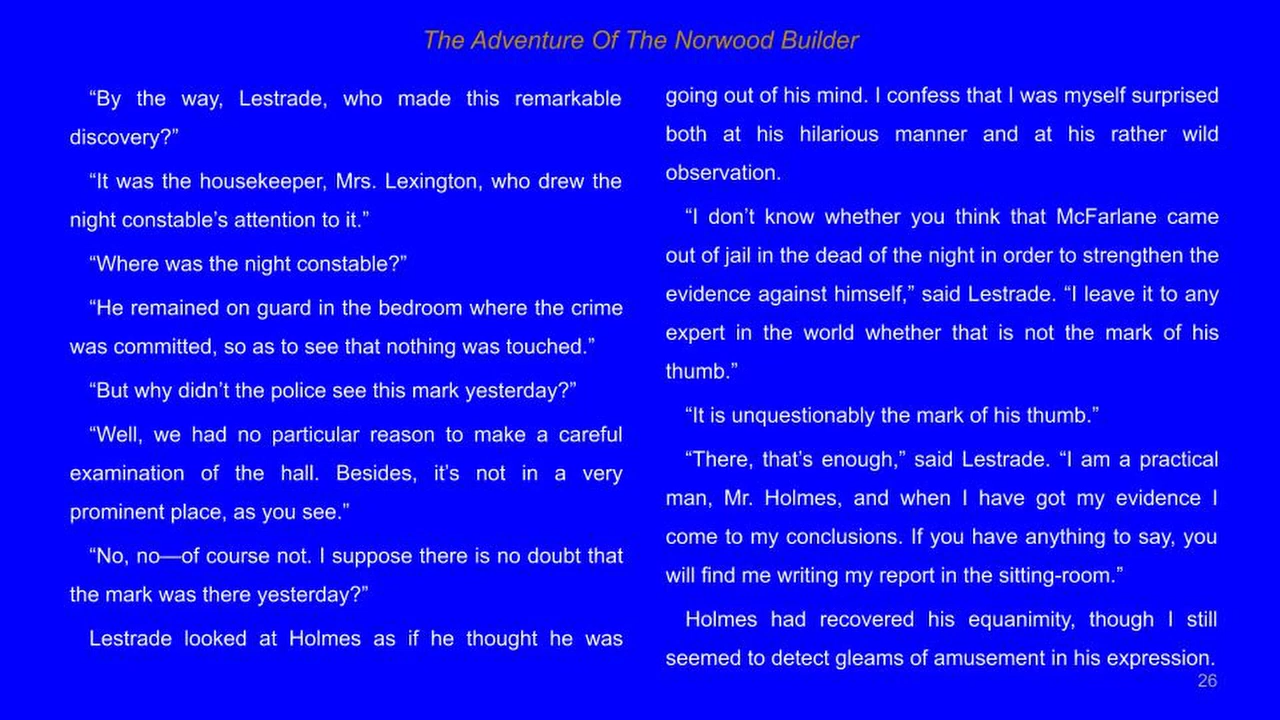 The Adventure Of The Norwood Builder
“By the way, Lestrade, who made this remarkable
discovery?”
“It was the housekeeper, Mrs. Lexington, who drew the
night constable’s attention to it.”
“Where was the night constable?”
“He remained on guard in the bedroom where the crime
was committed, so as to see that nothing was touched.”
“But why didn’t the police see this mark yesterday?”
“Well, we had no particular reason to make a careful
examination of the hall. Besides, it’s not in a very
prominent place, as you see.”
“No, no—of course not. I suppose there is no doubt that
the mark was there yesterday?”
Lestrade looked at Holmes as if he thought he was
going out of his mind. I confess that I was myself surprised
both at his hilarious manner and at his rather wild
observation.
“I don’t know whether you think that McFarlane came
out of jail in the dead of the night in order to strengthen the
evidence against himself,” said Lestrade. “I leave it to any
expert in the world whether that is not the mark of his
thumb.”
“It is unquestionably the mark of his thumb.”
“There, that’s enough,” said Lestrade. “I am a practical
man, Mr. Holmes, and when I have got my evidence I
come to my conclusions. If you have anything to say, you
will find me writing my report in the sitting-room.”
Holmes had recovered his equanimity, though I still
seemed to detect gleams of amusement in his expression.
26